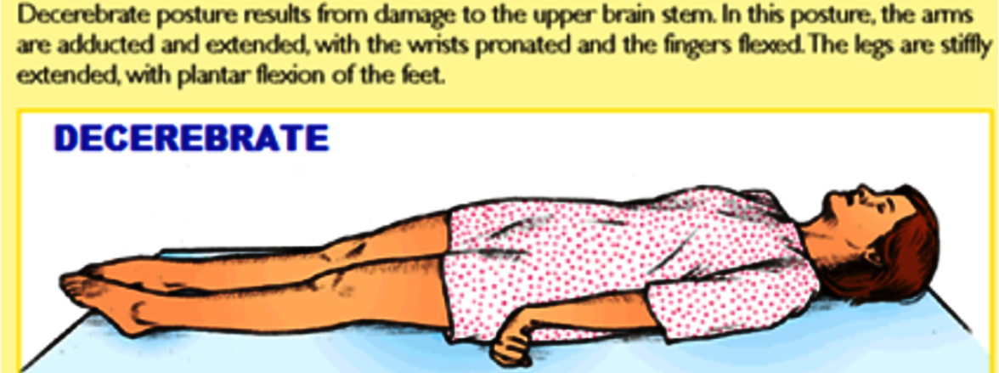 Decerebrate posture results from damage to the upper brain stem. In this posture, the arms
are adducted and extended, with the wrists pronated and the fingers flexed. The legs are stiffly
extended, with plantar flexion of the feet.
DECEREBRATE